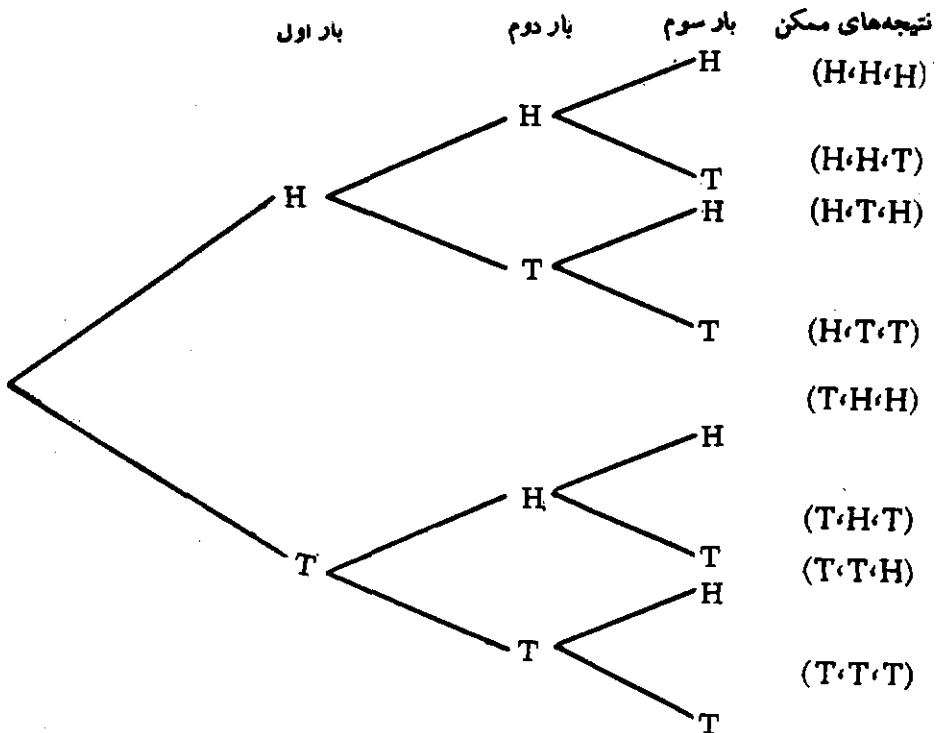 نتیجه‌های ممکن بار سوم بار دوم بار اول
H (H،H،H)
H
T (H،H،T)
H
H (H،T،H)
T
T (H،T،T)
(T،H،H)
H
H
T (T،H،T)
T
H (T،T،H)
T
T (T،T،T)